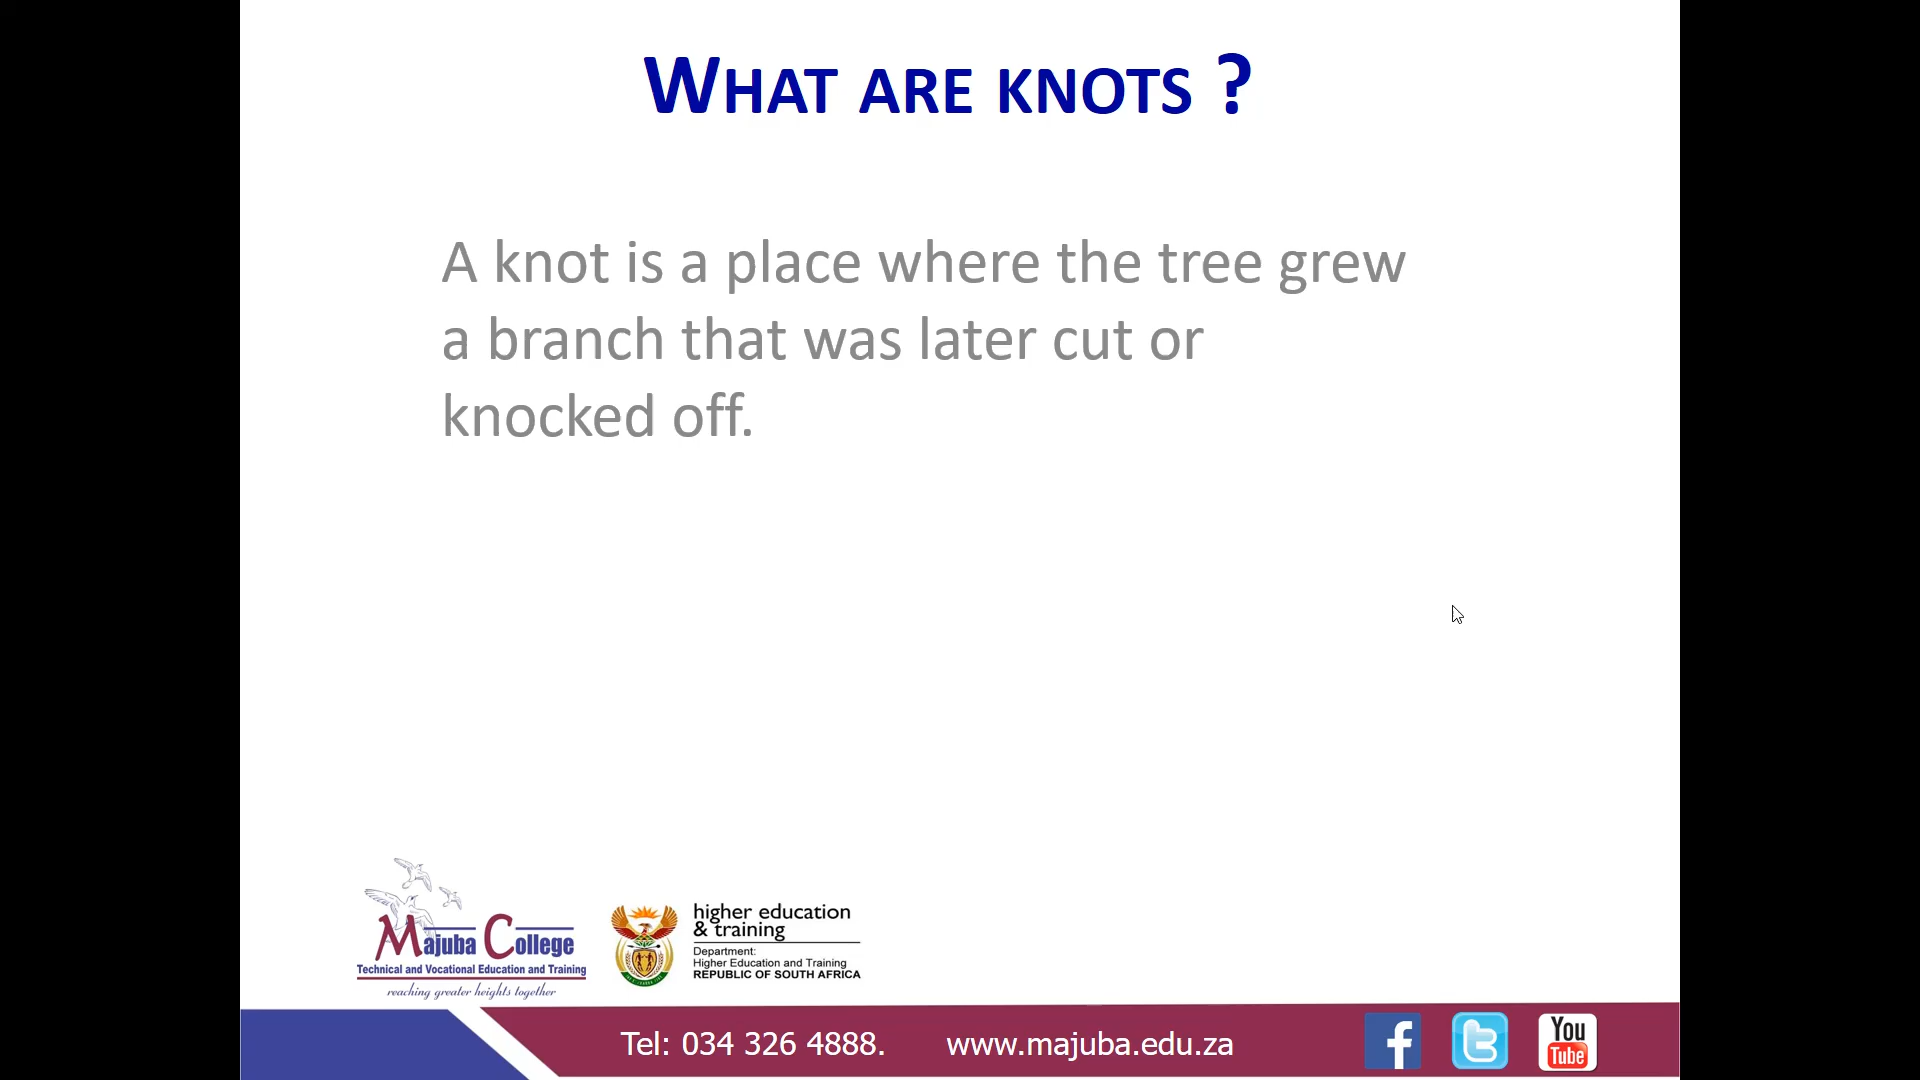 WHAT ARE KNOTS ?
A knot is a place where the tree grew
a branch that was later cut or
knocked off.
Majuba College
Technical and Vocational Education and Training
reaching greater heights together
higher education
& training
Department:
Higher Education and Training
REPUBLIC OF SOUTH AFRICA
Tel: 034 326 4888. www.majuba.edu.za
You
Tube